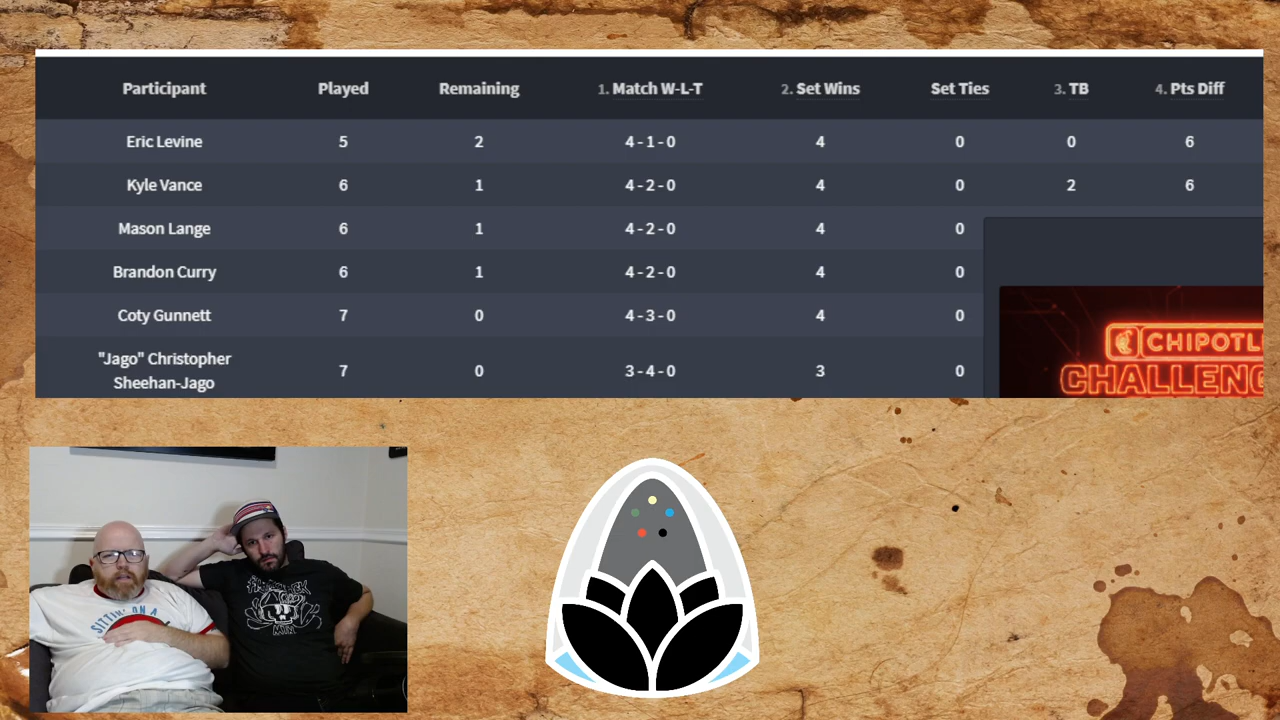 Participant Played Remaining 1. Match W-L-T 2. Set Wins Set Ties 3. TB 4. Pts Diff
Eric Levine 5 2 4 - 1 - 0 4 0 0 6
Kyle Vance 6 1 4 - 2 - 0 4 0 2 6
Mason Lange 6 1 4 - 2 - 0 4 0
Brandon Curry 6 1 4 - 2 - 0 4 0
Coty Gunnett 7 0 4 - 3 - 0 4 0
"Jago" Christopher
Sheehan-Jago 7 0 3 - 4 - 0 3 0
CHIPOTL
CHALLENG
SITTIN' ON A
MTN